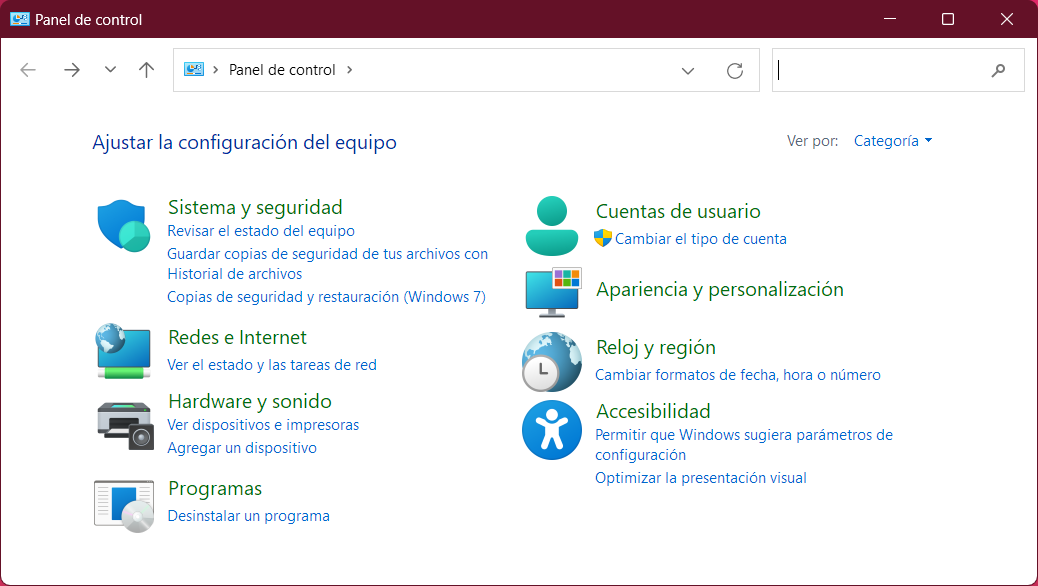 Panel de control
Panel de control
Ajustar la configuración del equipo
Ver por: Categoría
Sistema y seguridad
Revisar el estado del equipo
Guardar copias de seguridad de tus archivos con
Historial de archivos
Copias de seguridad y restauración (Windows 7)
Redes e Internet
Ver el estado y las tareas de red
Hardware y sonido
Ver dispositivos e impresoras
Agregar un dispositivo
Programas
Desinstalar un programa
Cuentas de usuario
Cambiar el tipo de cuenta
Apariencia y personalización
Reloj y región
Cambiar formatos de fecha, hora o número
Accesibilidad
Permitir que Windows sugiera parámetros de
configuración
Optimizar la presentación visual